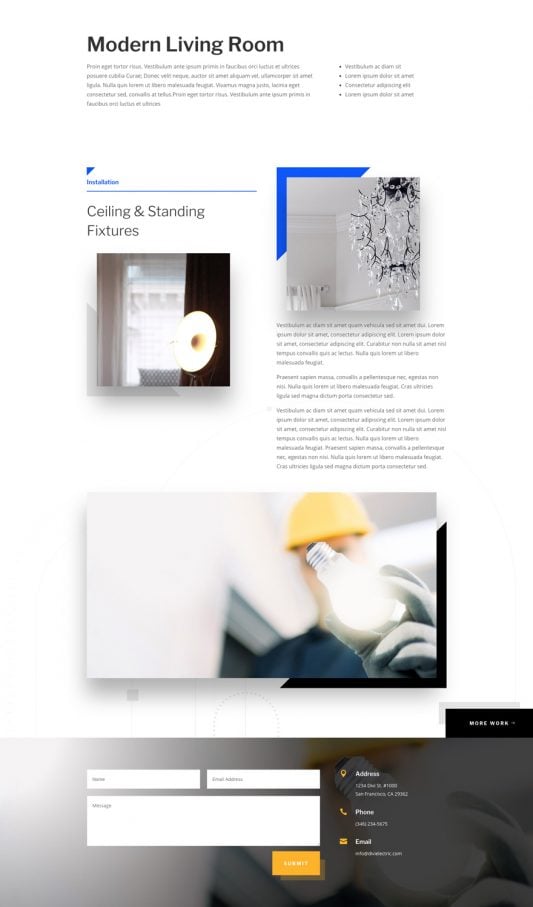 Modern Living Room
Proin eget tortor risus. Vestibulum ante ipsum primis in faucibus orci luctus et ultrices
posuere cubilia Curae; Donec velit neque, auctor sit amet aliquam vel, ullamcorper sit amet
ligula. Nulla quis lorem ut libero malesuada feugiat. Vivamus magna justo, lacinia eget
consectetur sed, convallis at tellus.Proin eget tortor risus. Vestibulum ante ipsum primis in
faucibus orci luctus et ultrices
Vestibulum ac diam sit
Lorem ipsum dolor sit amet
Consectetur adipiscing elit
Lorem ipsum dolor sit amet
Installation
Ceiling & Standing
Fixtures
Vestibulum ac diam sit amet quam vehicula sed sit amet dui. Lorem
ipsum dolor sit amet, consectetur adipiscing elit. Lorem ipsum dolor
sit amet, consectetur adipiscing elit. Curabitur non nulla sit amet nisl
tempus convallis quis ac lectus. Nulla quis lorem ut libero
malesuada feugiat.
Praesent sapien massa, convallis a pellentesque nec, egestas non
nisi. Nulla quis lorem ut libero malesuada feugiat. Cras ultricies
ligula sed magna dictum porta consectetur sed.
Vestibulum ac diam sit amet quam vehicula sed sit amet dui. Lorem
ipsum dolor sit amet, consectetur adipiscing elit. Lorem ipsum dolor
sit amet, consectetur adipiscing elit. Curabitur non nulla sit amet nisl
tempus convallis quis ac lectus. Nulla quis lorem ut libero
malesuada feugiat. Praesent sapien massa, convallis a pellentesque
nec, egestas non nisi. Nulla quis lorem ut libero malesuada feugiat.
Cras ultricies ligula sed magna dictum porta consectetur sed.
MORE WORK →
Name
Email Address
Message
SUBMIT
Address
1234 Divi St. #1000
San Francisco, CA 29362
Phone
(346) 234-5675
Email
info@divielectric.com